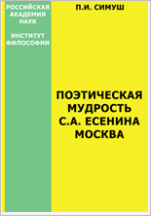 РОССИЙСКАЯ
АКАДЕМИЯ
НАУК
ИНСТИТУТ
ФИЛОСОФИИ
П.И. СИМУШ
ПОЭТИЧЕСКАЯ
МУДРОСТЬ
С.А. ЕСЕНИНА
МОСКВА